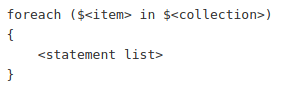 foreach ($<item> in $<collection>)
{
    <statement list>
}